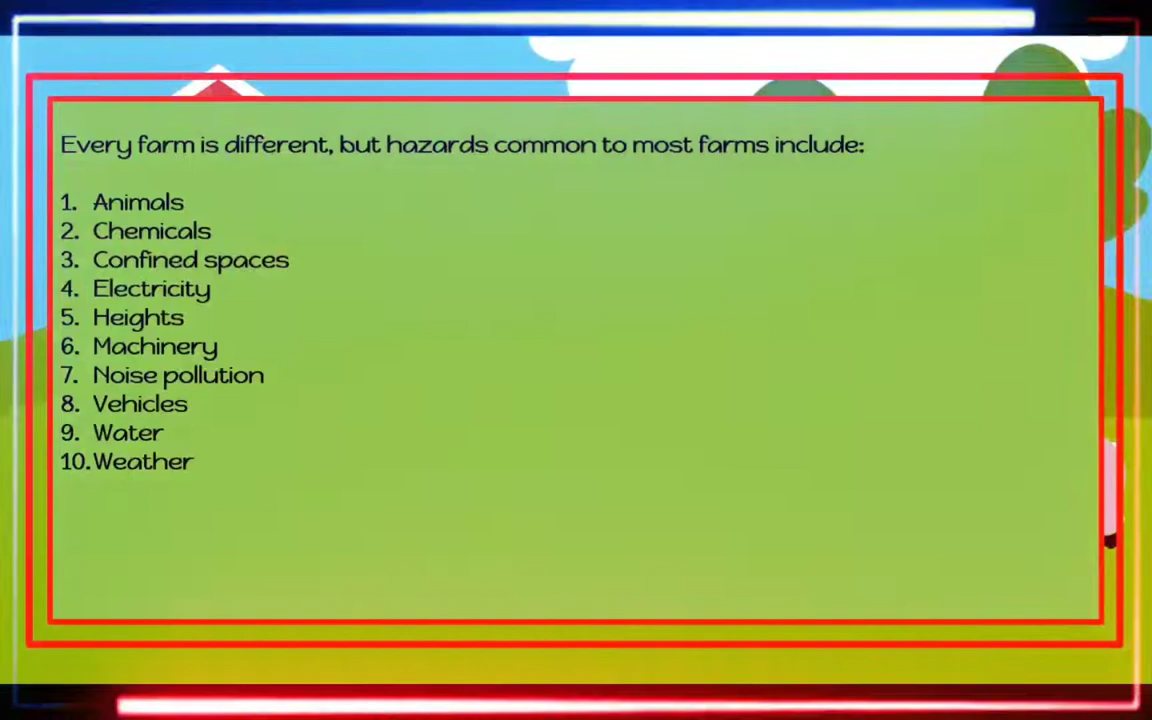 Every farm is different, but hazards common to most farms include:
1. Animals
2. Chemicals
3. Confined spaces
4. Electricity
5. Heights
6. Machinery
7. Noise pollution
8. Vehicles
9. Water
10. Weather